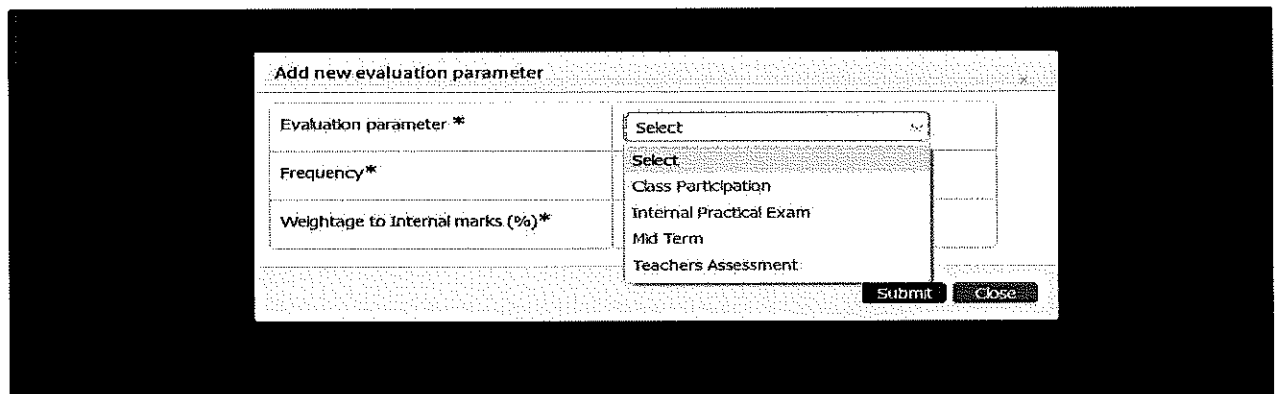 Add new evaluation parameter
Evaluation parameter *
Select
Select
Class Participation
Internal Practical Exam
Mid Term
Teachers Assessment
Frequency*
Weightage to Internal marks (%)*
Submit Close